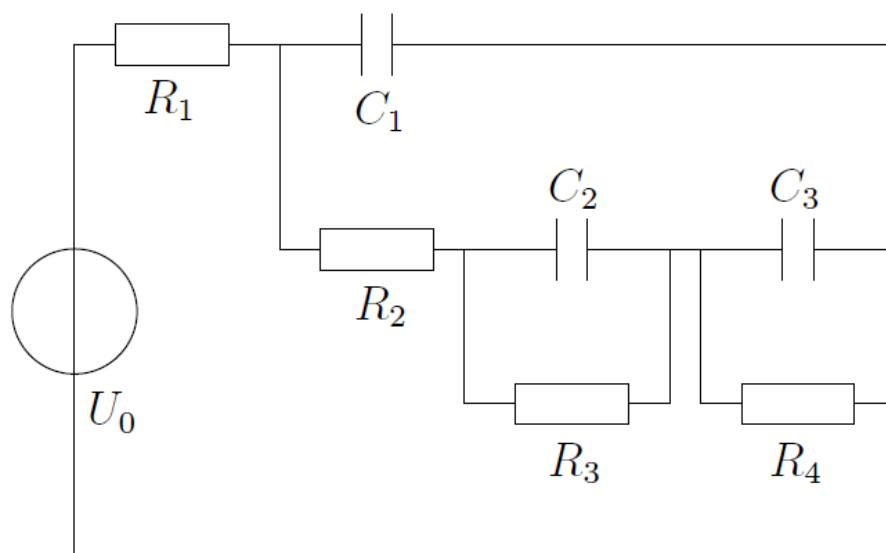 R₁
C₁
C₂ C₃
R₂
U₀
R₃ R₄